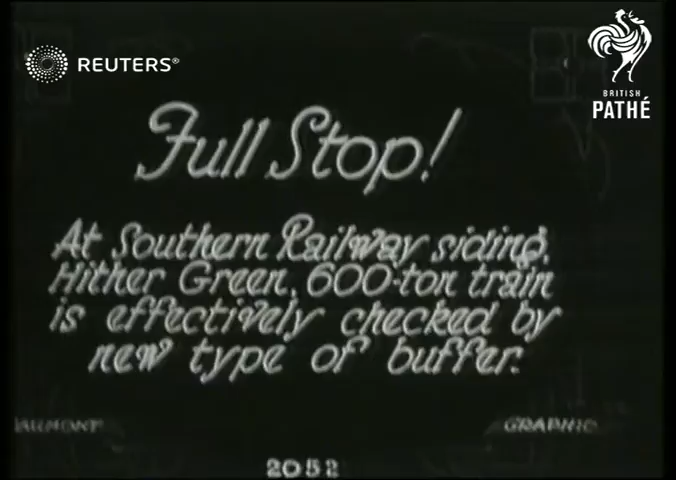 REUTERS®
BRITISH
PATHÉ
Full Stop!
At Southern Railway siding,
Hither Green, 600-ton train
is effectively checked by
new type of buffer.
GAUMONT GRAPHIC
2052